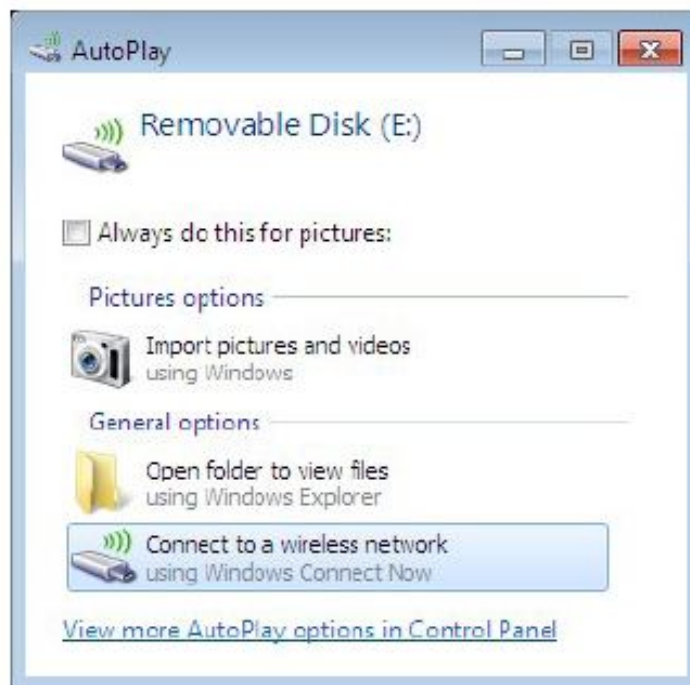 AutoPlay
Removable Disk (E:)
Always do this for pictures:
Pictures options
Import pictures and videos
using Windows
General options
Open folder to view files
using Windows Explorer
Connect to a wireless network
using Windows Connect Now
View more AutoPlay options in Control Panel